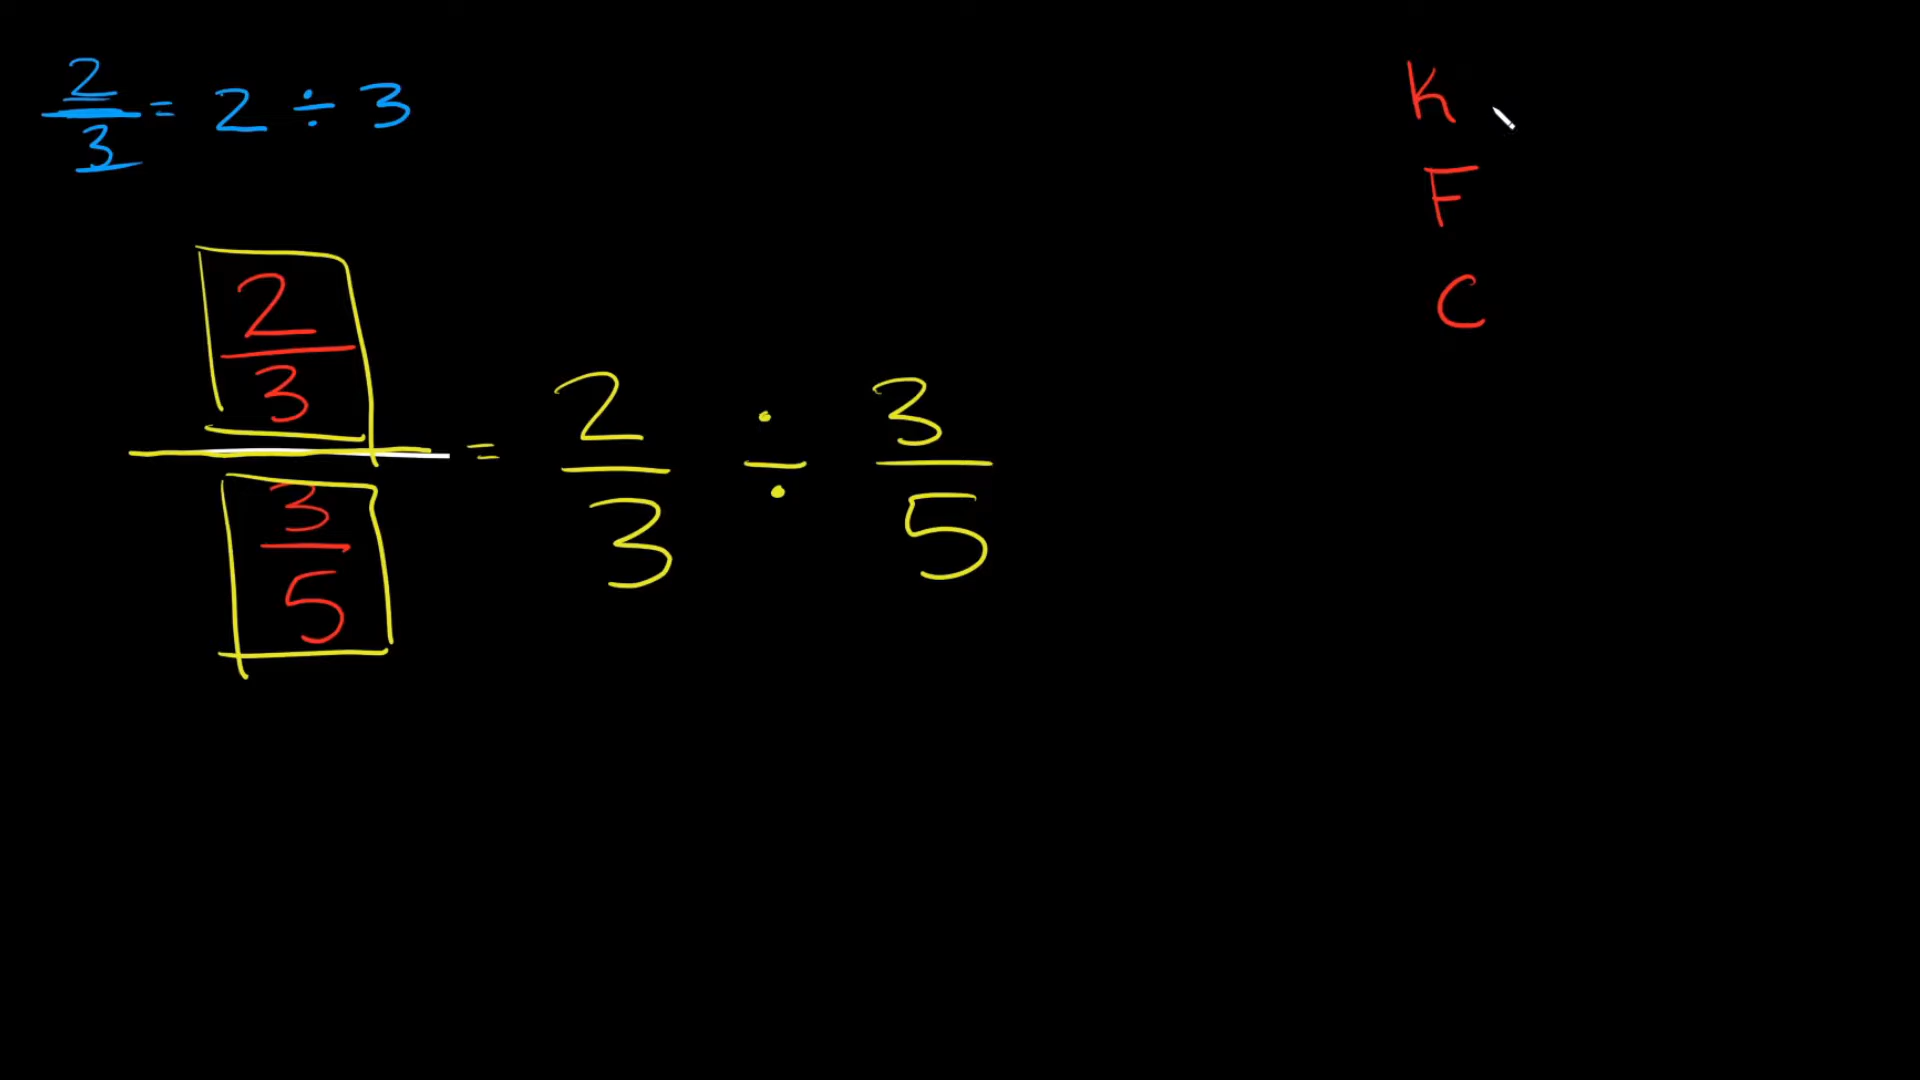 2/3 = 2 ÷ 3
K
F
C
(2/3)/(3/5) = 2/3 ÷ 3/5